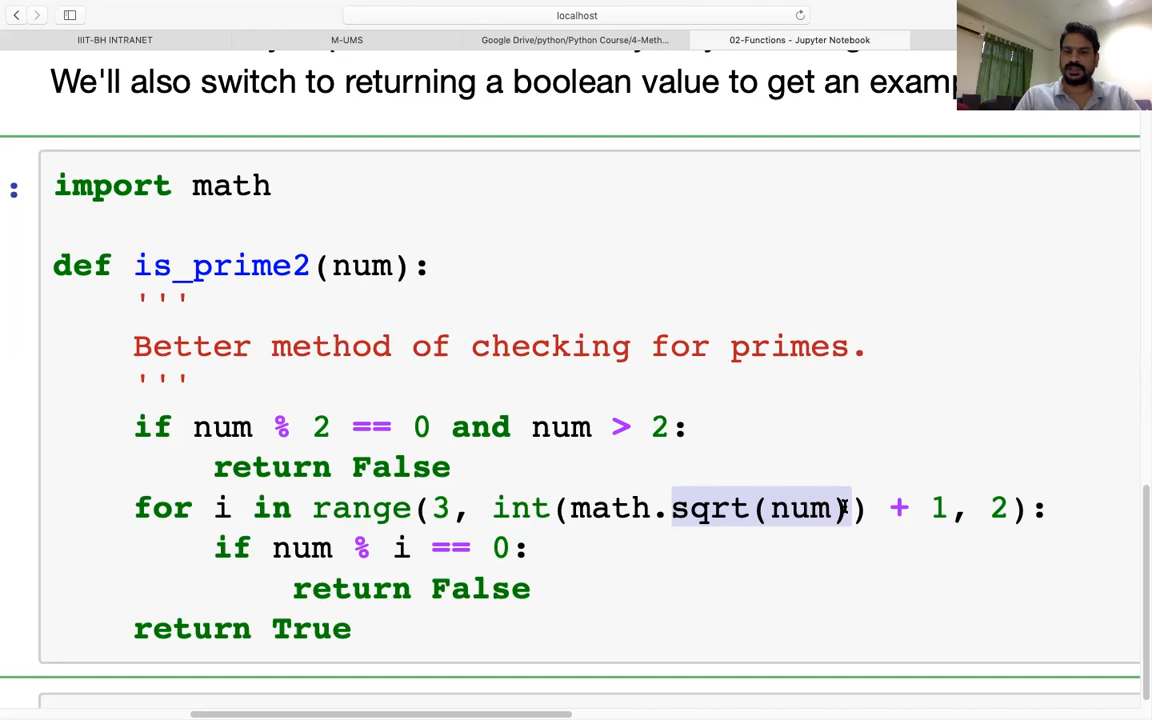 localhost
IIIT-BH INTRANET
M-UMS
Google Drive/python/Python Course/4-Meth...
02-Functions - Jupyter Notebook
We'll also switch to returning a boolean value to get an examp
:
import math
def is_prime2(num):
'''
Better method of checking for primes.
'''
if num % 2 == 0 and num > 2:
return False
for i in range(3, int(math.sqrt(num)) + 1, 2):
if num % i == 0:
return False
return True